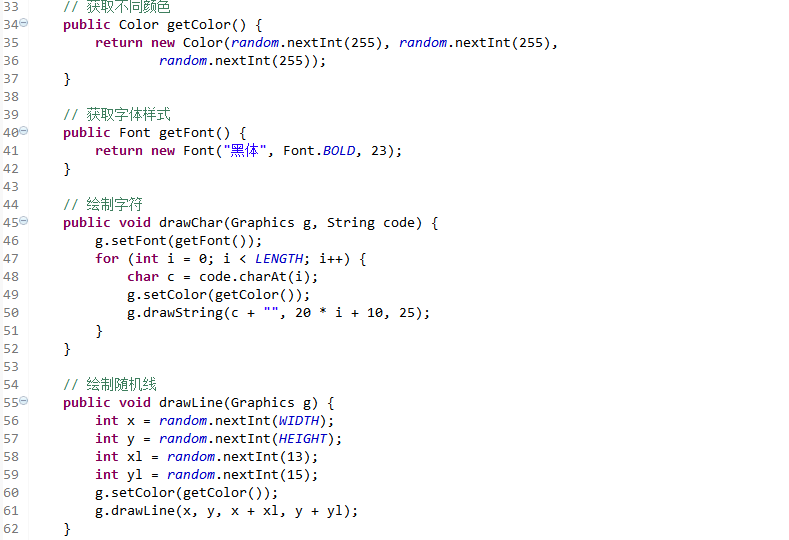 33 // 获取不同颜色
34 public Color getColor() {
35 return new Color(random.nextInt(255), random.nextInt(255),
36 random.nextInt(255));
37 }
38
39 // 获取字体样式
40 public Font getFont() {
41 return new Font("黑体", Font.BOLD, 23);
42 }
43
44 // 绘制字符
45 public void drawChar(Graphics g, String code) {
46 g.setFont(getFont());
47 for (int i = 0; i < LENGTH; i++) {
48 char c = code.charAt(i);
49 g.setColor(getColor());
50 g.drawString(c + "", 20 * i + 10, 25);
51 }
52 }
53
54 // 绘制随机线
55 public void drawLine(Graphics g) {
56 int x = random.nextInt(WIDTH);
57 int y = random.nextInt(HEIGHT);
58 int xl = random.nextInt(13);
59 int yl = random.nextInt(15);
60 g.setColor(getColor());
61 g.drawLine(x, y, x + xl, y + yl);
62 }